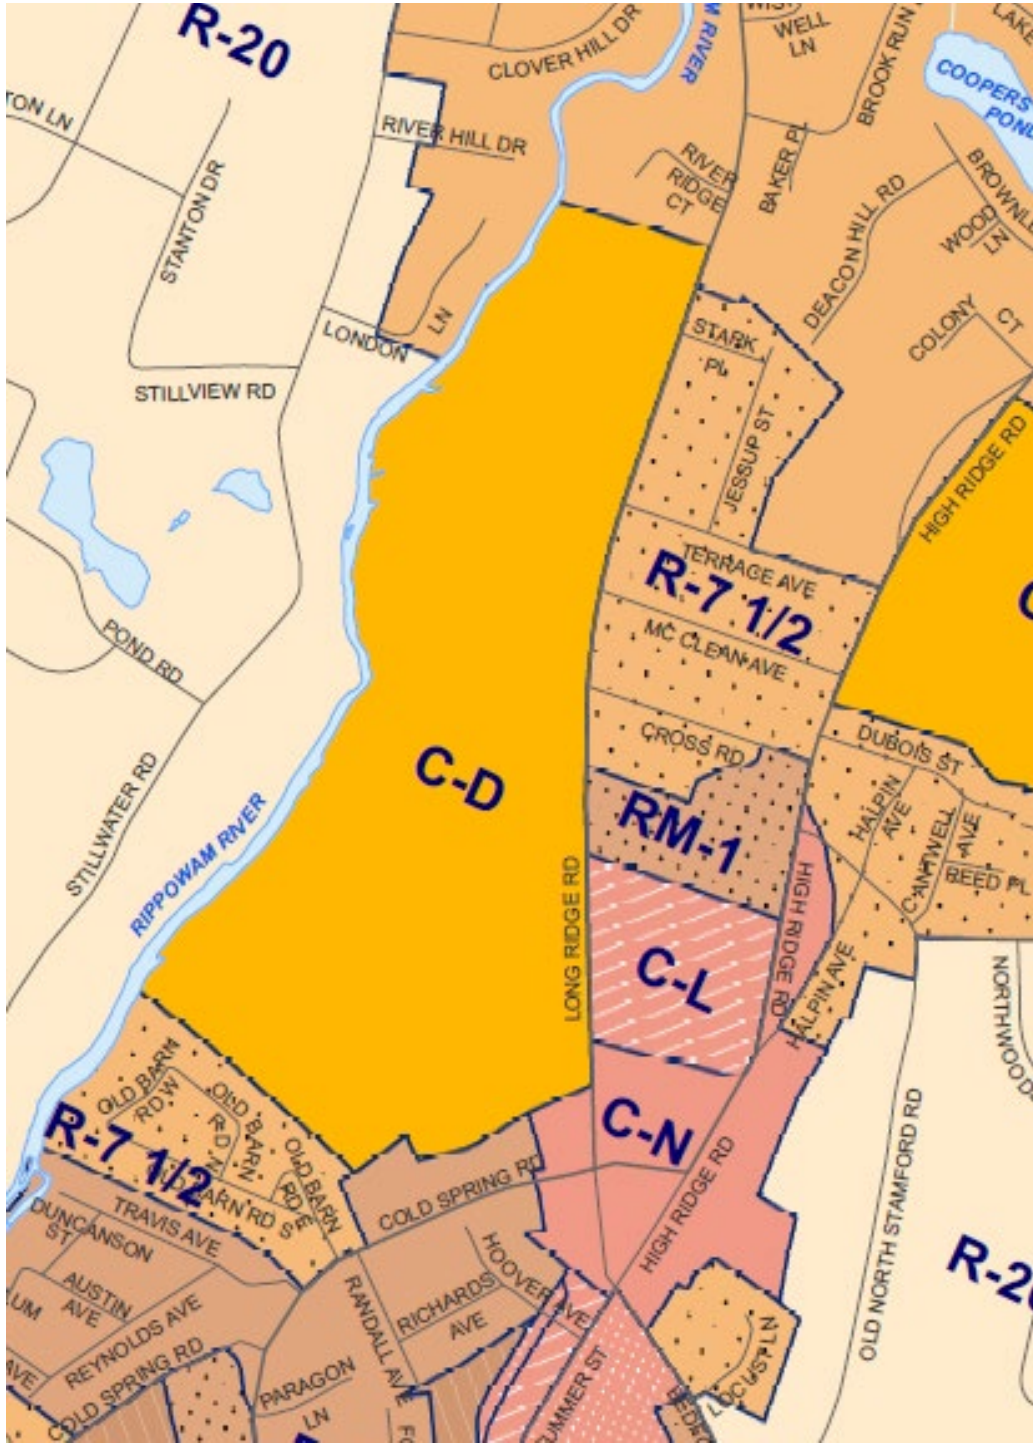 R-20
CLOVER HILL DR
M RIVER
WELL
LN
BROOK RUN
LAKE
COOPERS
POND
TON LN
RIVER HILL DR
RIVER
RIDGE
CT
BAKER PL
STANTON DR
DEACON HILL RD
BROWNLE
WOOD
LN
LONDON
LN
STARK
PL
COLONY
CT
STILLVIEW RD
JESSUP ST
HIGH RIDGE RD
TERRACE AVE
R-7 1/2
MC CLEAN AVE
POND RD
CROSS RD
DUBOIS ST
C-D
RM-1
HALPIN
AVE
CANTWELL
AVE
REED PL
STILLWATER RD
RIPPOWAM RIVER
LONG RIDGE RD
HIGH RIDGE RD
C-L
HALPIN AVE
NORTHWOODS
OLD BARN
RD W
OLD BARN
RD N
OLD BARN
RD E
R-7 1/2
OLD BARN RD S
C-N
HIGH RIDGE RD
OLD NORTH STAMFORD RD
COLD SPRING RD
TRAVIS AVE
DUNCANSON
ST
HOOVER AVE
R-20
AUSTIN
AVE
LUM
RANDALL AVE
RICHARDS
AVE
REYNOLDS AVE
AVE
COLD SPRING RD
PARAGON
LN
SUMMER ST
LOCUST LN
BEDFO